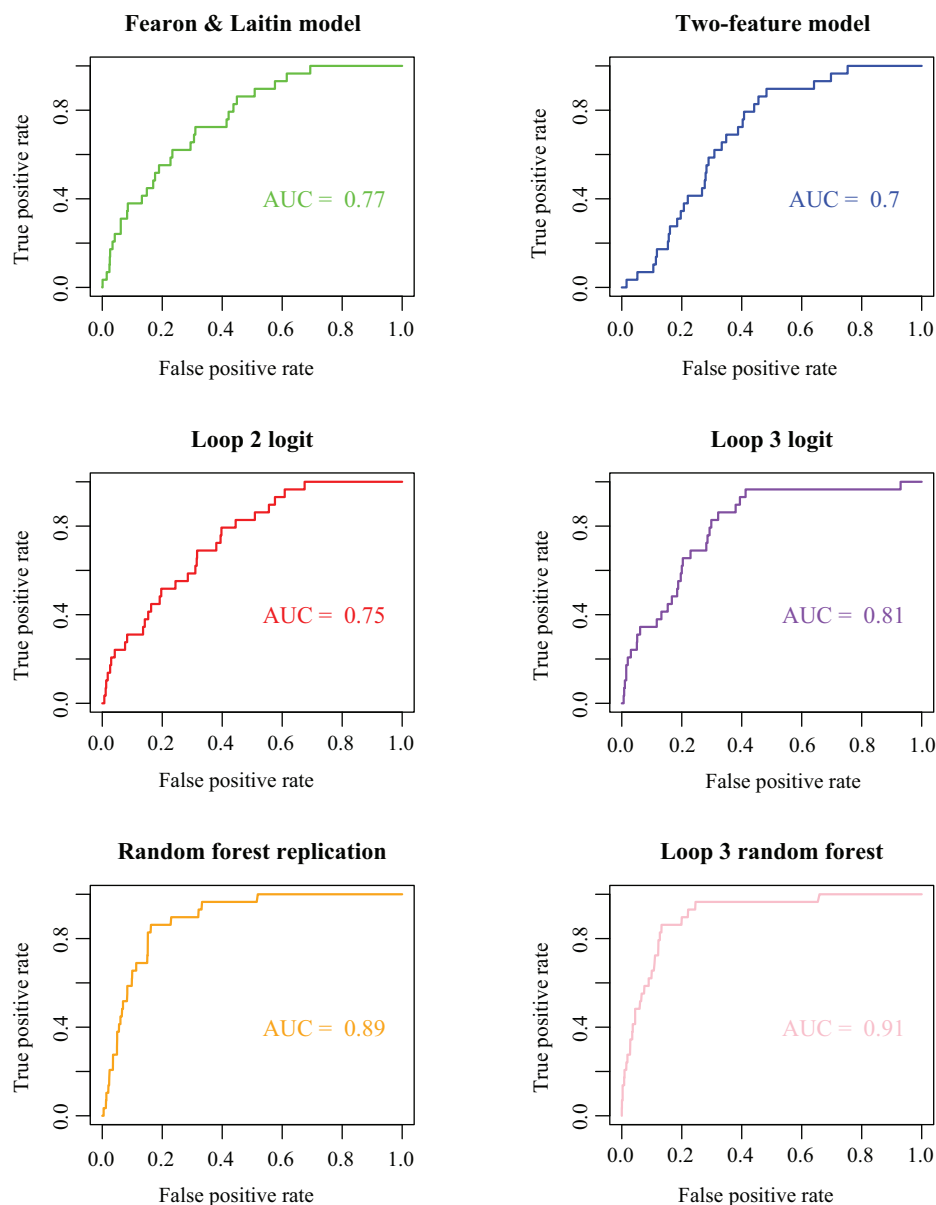 Fearon & Laitin model
True positive rate
0.0 0.4 0.8
AUC = 0.77
0.0 0.2 0.4 0.6 0.8 1.0
False positive rate
Two-feature model
True positive rate
0.0 0.4 0.8
AUC = 0.7
0.0 0.2 0.4 0.6 0.8 1.0
False positive rate
Loop 2 logit
True positive rate
0.0 0.4 0.8
AUC = 0.75
0.0 0.2 0.4 0.6 0.8 1.0
False positive rate
Loop 3 logit
True positive rate
0.0 0.4 0.8
AUC = 0.81
0.0 0.2 0.4 0.6 0.8 1.0
False positive rate
Random forest replication
True positive rate
0.0 0.4 0.8
AUC = 0.89
0.0 0.2 0.4 0.6 0.8 1.0
False positive rate
Loop 3 random forest
True positive rate
0.0 0.4 0.8
AUC = 0.91
0.0 0.2 0.4 0.6 0.8 1.0
False positive rate